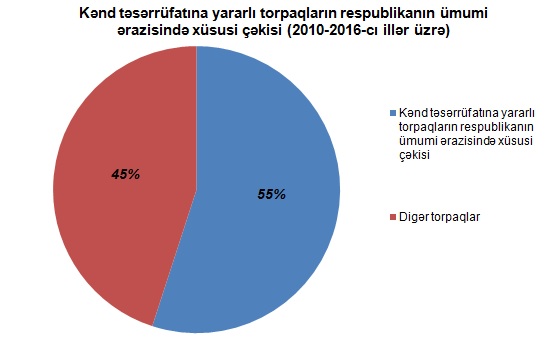 Kənd təsərrüfatına yararlı torpaqların respublikanın ümumi
ərazisində xüsusi çəkisi (2010-2016-cı illər üzrə)
45%
55%
Kənd təsərrüfatına yararlı
torpaqların respublikanın
ümumi ərazisində xüsusi
çəkisi
Digər torpaqlar